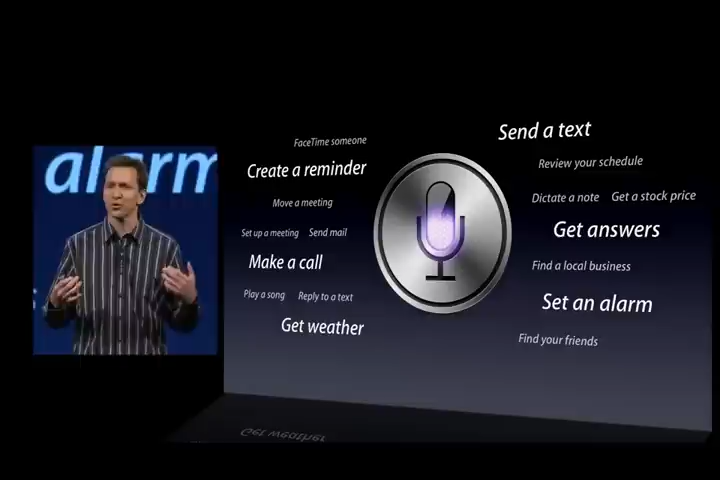 alarm
s
FaceTime someone
Create a reminder
Move a meeting
Set up a meeting
Send mail
Make a call
Play a song
Reply to a text
Get weather
Send a text
Review your schedule
Dictate a note
Get a stock price
Get answers
Find a local business
Set an alarm
Find your friends
Get weather